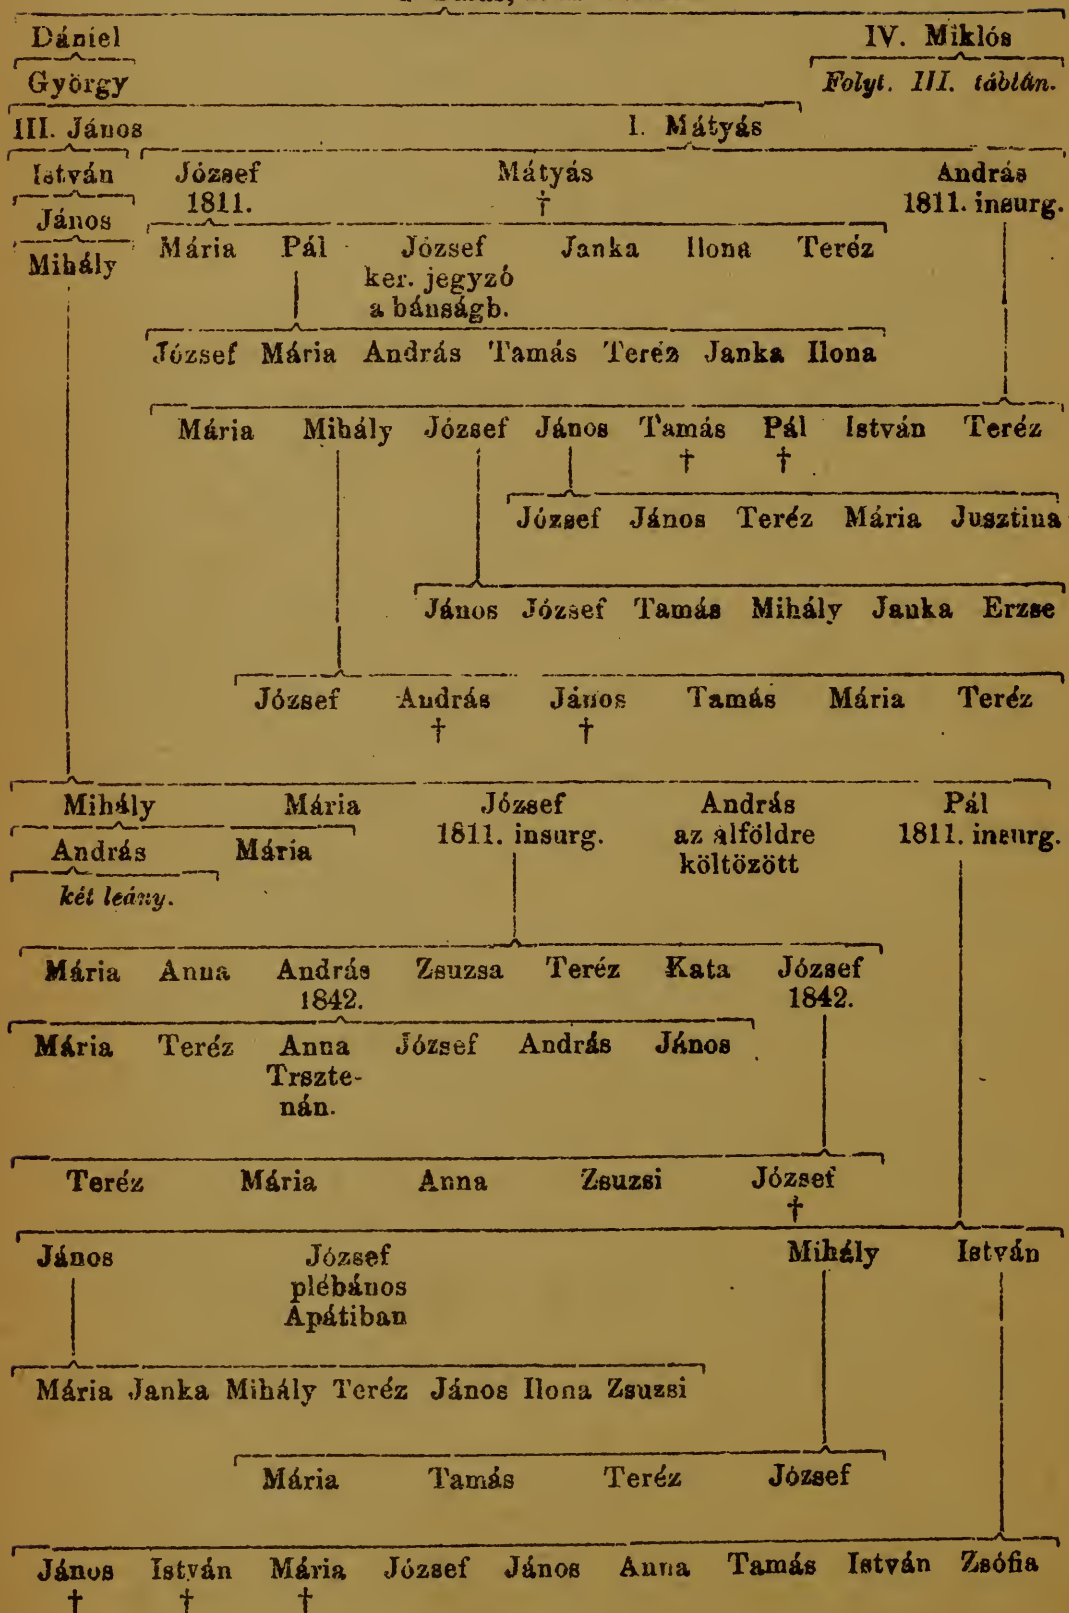 Dániel IV. Miklós
György Folyt. III. táblán.
III. János I. Mátyás
István József Mátyás András
1811. † 1811. insurg.
János
Mária Pál József Janka Ilona Teréz
Mihály
ker. jegyző
a bánságb.
József Mária András Tamás Teréz Janka Ilona
Mária Mihály József János Tamás Pál István Teréz
† †
József János Teréz Mária Jusztina
János József Tamás Mihály Janka Erzse
József András János Tamás Mária Teréz
† †
Mihály Mária József András Pál
1811. insurg. az alföldre 1811. insurg.
András Mária költözött
két leány.
Mária Anna András Zsuzsa Teréz Kata József
1842. 1842.
Mária Teréz Anna József András János
Trszte-
nán.
Teréz Mária Anna Zsuzsi József
†
János József Mihály István
plébános
Apátiban
Mária Janka Mihály Teréz János Ilona Zsuzsi
Mária Tamás Teréz József
János István Mária József János Anna Tamás István Zsófia
† † †